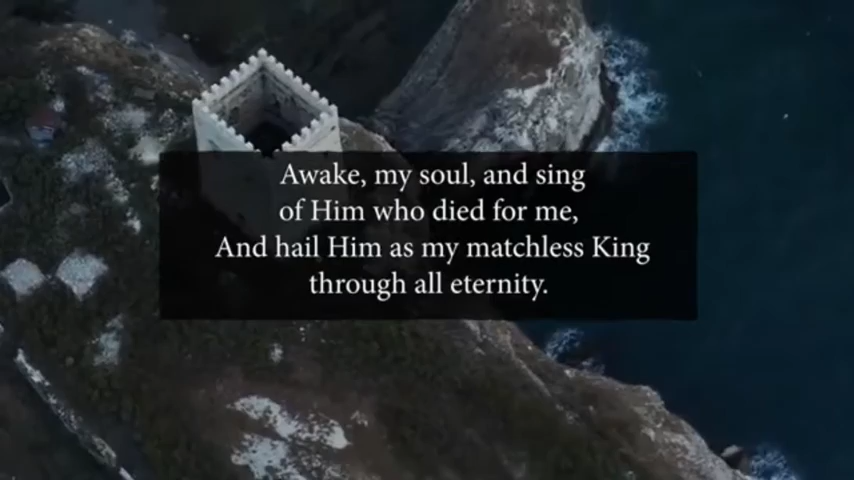 Awake, my soul, and sing
of Him who died for me,
And hail Him as my matchless King
through all eternity.